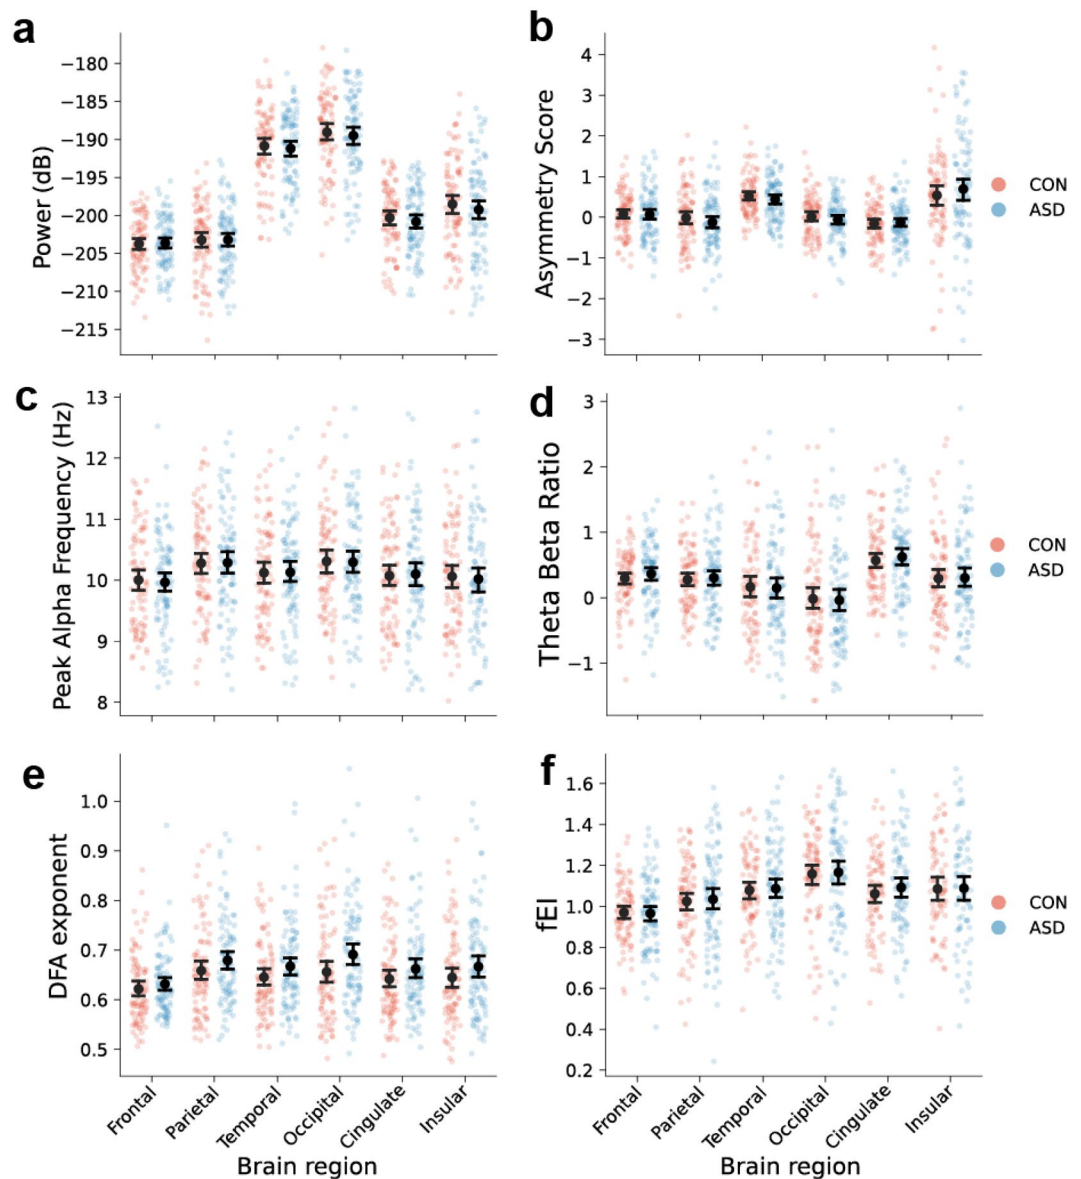 a
Power (dB)
−180
−185
−190
−195
−200
−205
−210
−215
b
Asymmetry Score
4
3
2
1
0
−1
−2
−3
CON
ASD
c
Peak Alpha Frequency (Hz)
13
12
11
10
9
8
d
Theta Beta Ratio
3
2
1
0
−1
CON
ASD
e
DFA exponent
1.0
0.9
0.8
0.7
0.6
0.5
Frontal
Parietal
Temporal
Occipital
Cingulate
Insular
Brain region
f
fEI
1.6
1.4
1.2
1.0
0.8
0.6
0.4
0.2
Frontal
Parietal
Temporal
Occipital
Cingulate
Insular
Brain region
CON
ASD